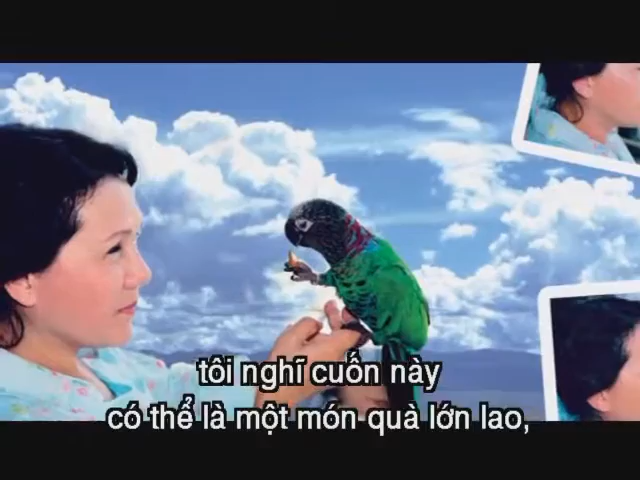 tôi nghĩ cuốn này
có thể là một món quà lớn lao,